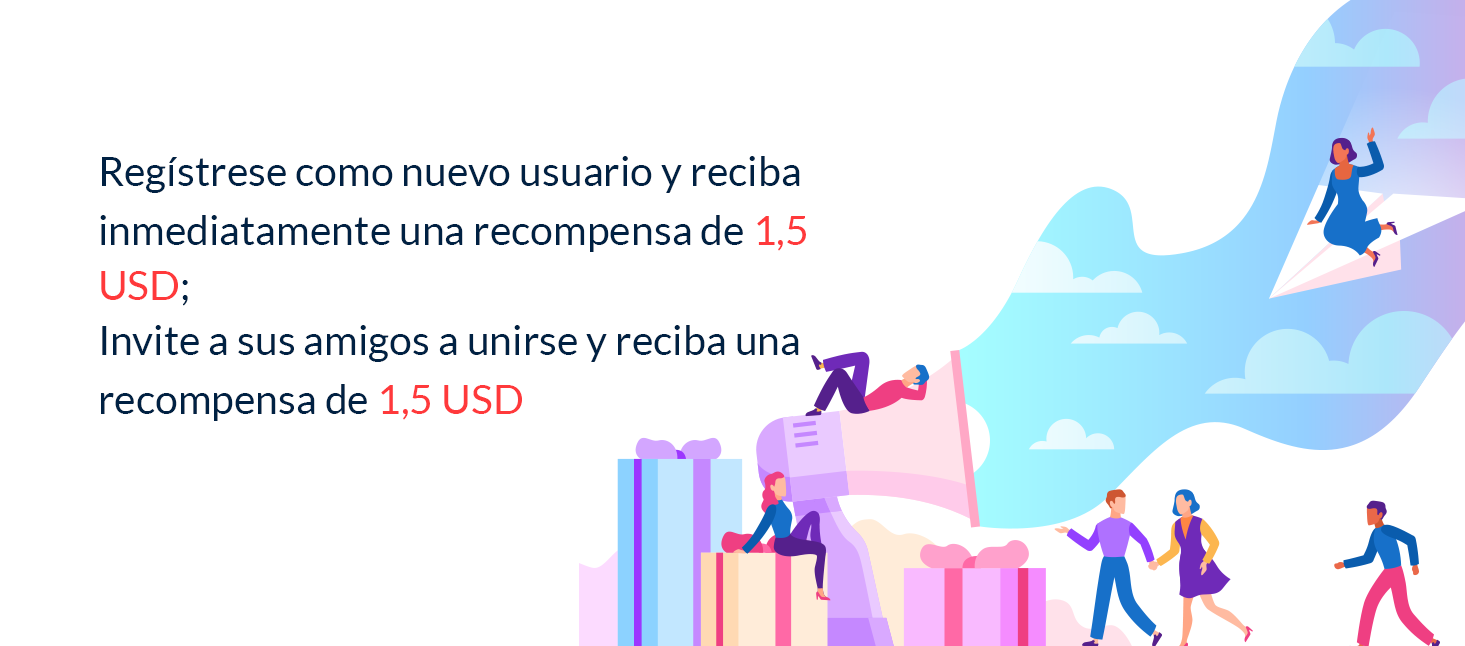 Regístrese como nuevo usuario y reciba
inmediatamente una recompensa de 1,5
USD;
Invite a sus amigos a unirse y reciba una
recompensa de 1,5 USD